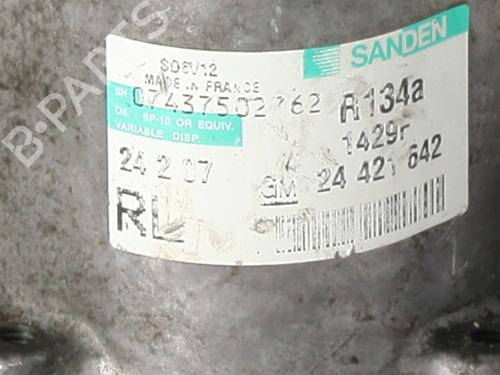 SANDEN
SD6V12
MADE IN FRANCE
SN 07437502762 R134a
OIL : SP-10 OR EQUIV.
VARIABLE DISP. 1429r
24 2 07 GM 24 421 642
RL
B-PARTS